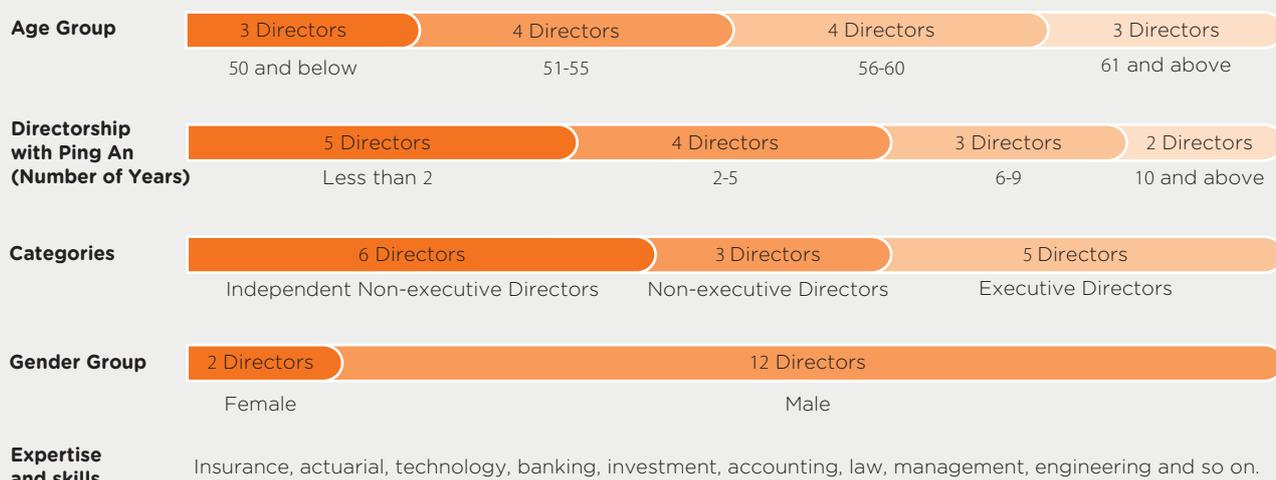 Age Group
3 Directors 4 Directors 4 Directors 3 Directors
50 and below 51-55 56-60 61 and above
Directorship
with Ping An
(Number of Years)
5 Directors 4 Directors 3 Directors 2 Directors
Less than 2 2-5 6-9 10 and above
Categories
6 Directors 3 Directors 5 Directors
Independent Non-executive Directors Non-executive Directors Executive Directors
Gender Group
2 Directors 12 Directors
Female Male
Expertise
and skills
Insurance, actuarial, technology, banking, investment, accounting, law, management, engineering and so on.